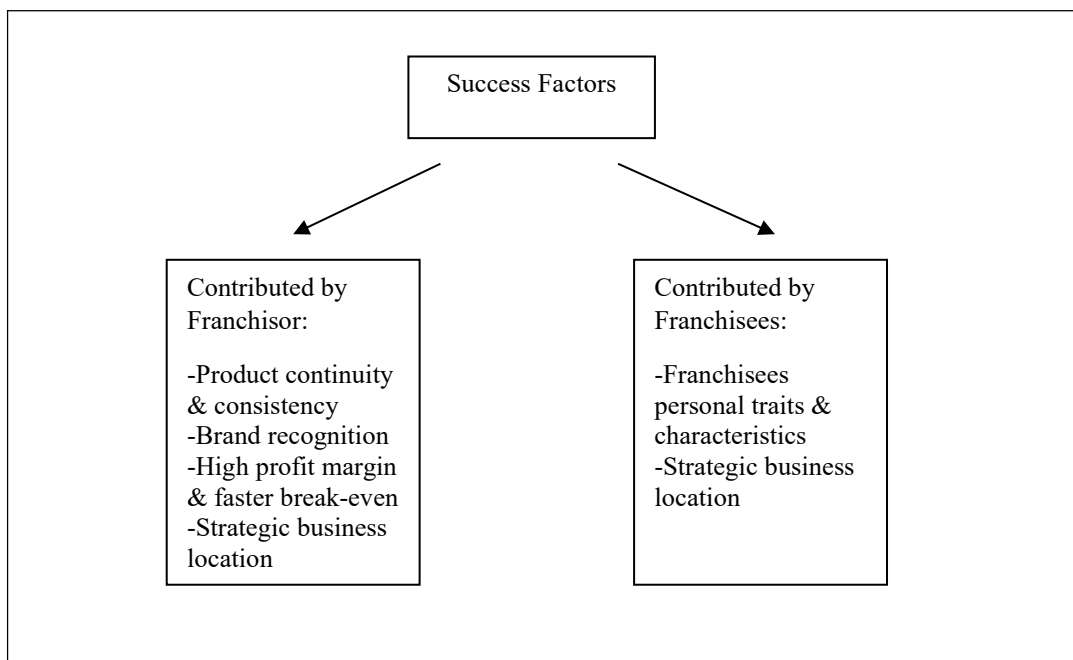 Success Factors
Contributed by
Franchisor:
-Product continuity
& consistency
-Brand recognition
-High profit margin
& faster break-even
-Strategic business
location
Contributed by
Franchisees:
-Franchisees
personal traits &
characteristics
-Strategic business
location